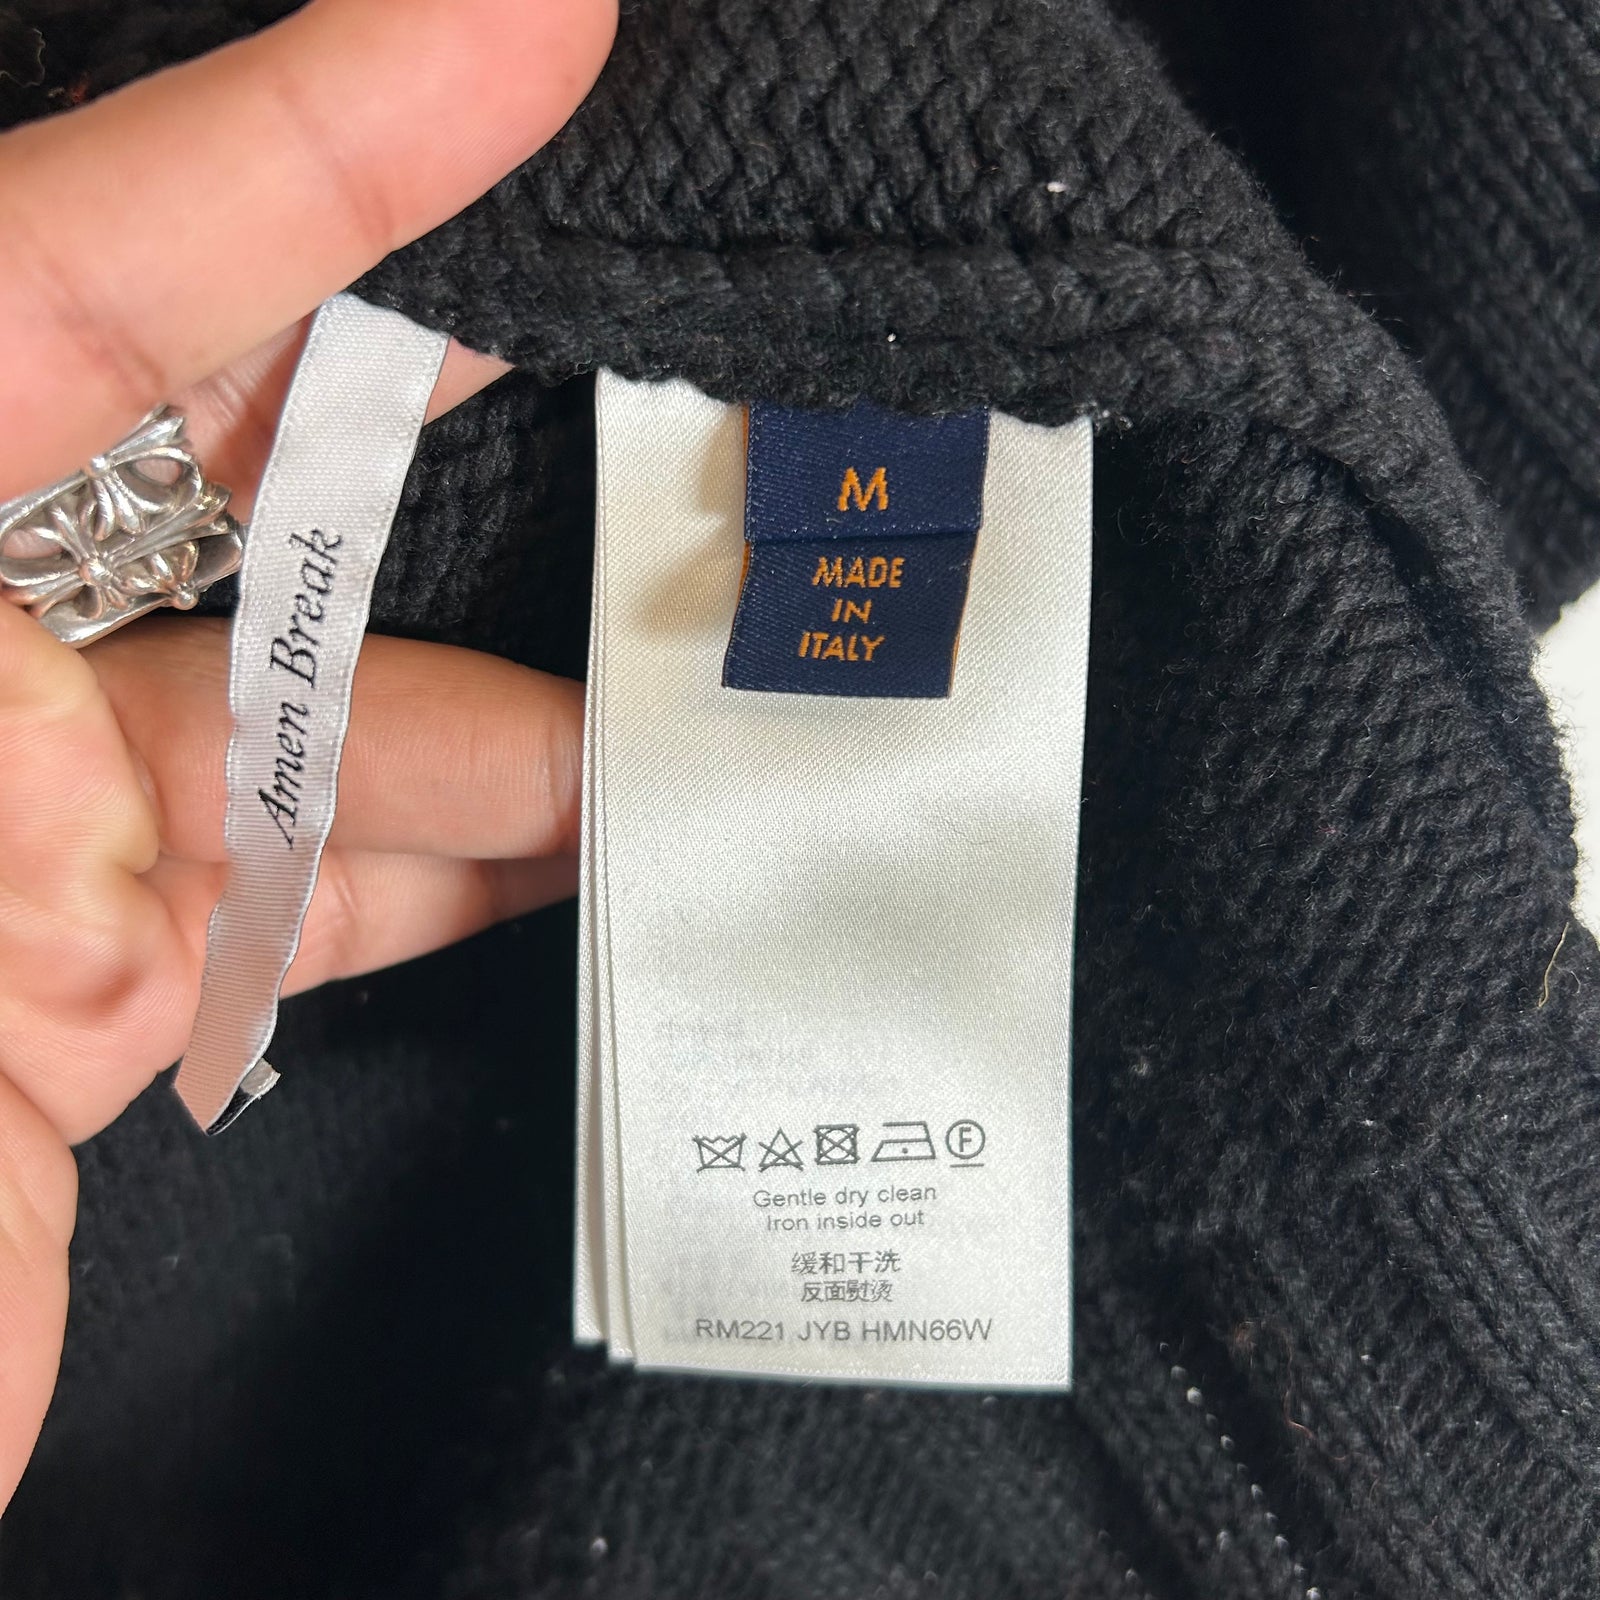 Amen Break
M
MADE
IN
ITALY
F
Gentle dry clean
Iron inside out
缓和干洗
反面熨烫
RM221 JYB HMN66W